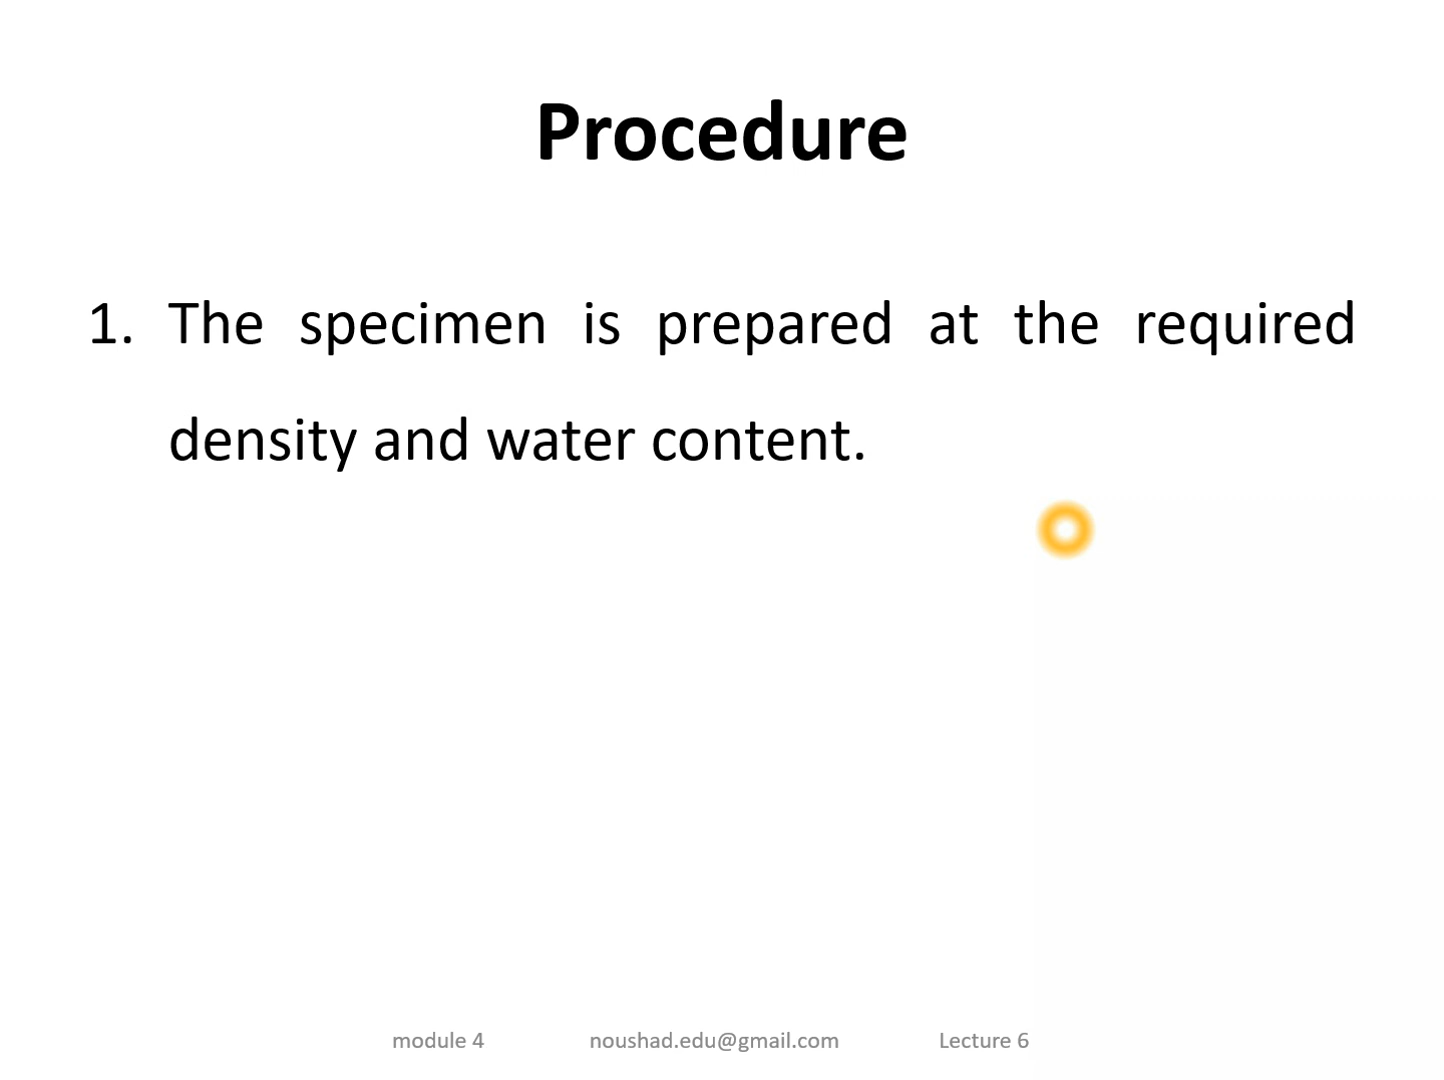 Procedure
1. The specimen is prepared at the required
density and water content.
module 4 noushad.edu@gmail.com Lecture 6